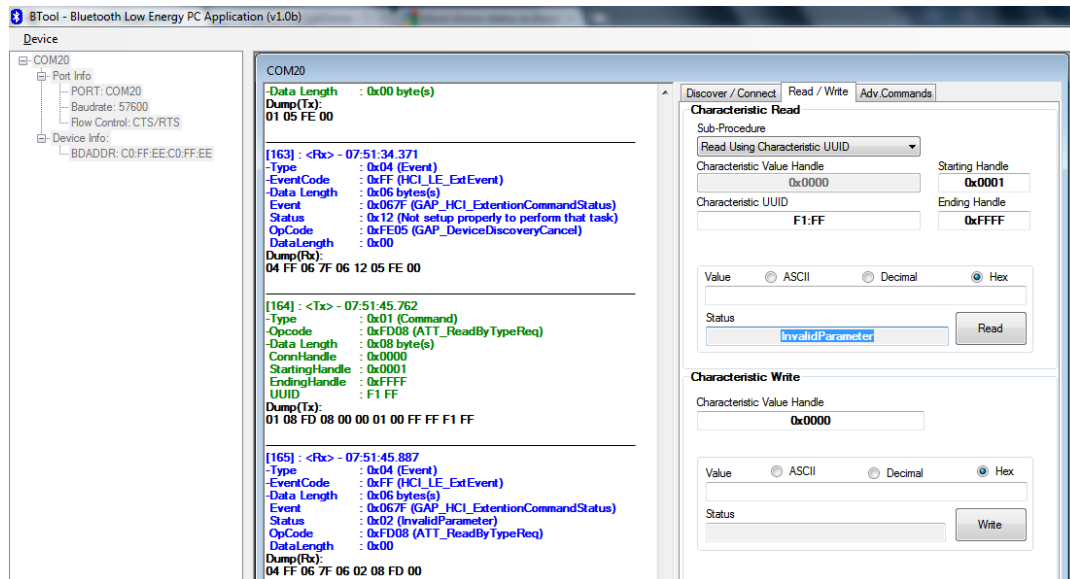 BTool - Bluetooth Low Energy PC Application (v1.0b)
Device
COM20
Port Info
PORT: COM20
Baudrate: 57600
Flow Control: CTS/RTS
Device Info:
BDADDR: C0:FF:EE:C0:FF:EE
COM20
-Data Length : 0x00 byte(s)
Dump(Tx):
01 05 FE 00
[163] : <Rx> - 07:51:34.371
-Type : 0x04 (Event)
-EventCode : 0xFF (HCI_LE_ExtEvent)
-Data Length : 0x06 bytes(s)
Event : 0x067F (GAP_HCI_ExtentionCommandStatus)
Status : 0x12 (Not setup properly to perform that task)
OpCode : 0xFE05 (GAP_DeviceDiscoveryCancel)
DataLength : 0x00
Dump(Rx):
04 FF 06 7F 06 12 05 FE 00
[164] : <Tx> - 07:51:45.762
-Type : 0x01 (Command)
-Opcode : 0xFD08 (ATT_ReadByTypeReq)
-Data Length : 0x08 byte(s)
ConnHandle : 0x0000
StartingHandle : 0x0001
EndingHandle : 0xFFFF
UUID : F1 FF
Dump(Tx):
01 08 FD 08 00 00 01 00 FF FF F1 FF
[165] : <Rx> - 07:51:45.887
-Type : 0x04 (Event)
-EventCode : 0xFF (HCI_LE_ExtEvent)
-Data Length : 0x06 bytes(s)
Event : 0x067F (GAP_HCI_ExtentionCommandStatus)
Status : 0x02 (InvalidParameter)
OpCode : 0xFD08 (ATT_ReadByTypeReq)
DataLength : 0x00
Dump(Rx):
04 FF 06 7F 06 02 08 FD 00
Discover / Connect Read / Write Adv.Commands
Characteristic Read
Sub-Procedure
Read Using Characteristic UUID
Characteristic Value Handle Starting Handle
0x0000 0x0001
Characteristic UUID Ending Handle
F1:FF 0xFFFF
Value ASCII Decimal Hex
Status
InvalidParameter Read
Characteristic Write
Characteristic Value Handle
0x0000
Value ASCII Decimal Hex
Status
Write